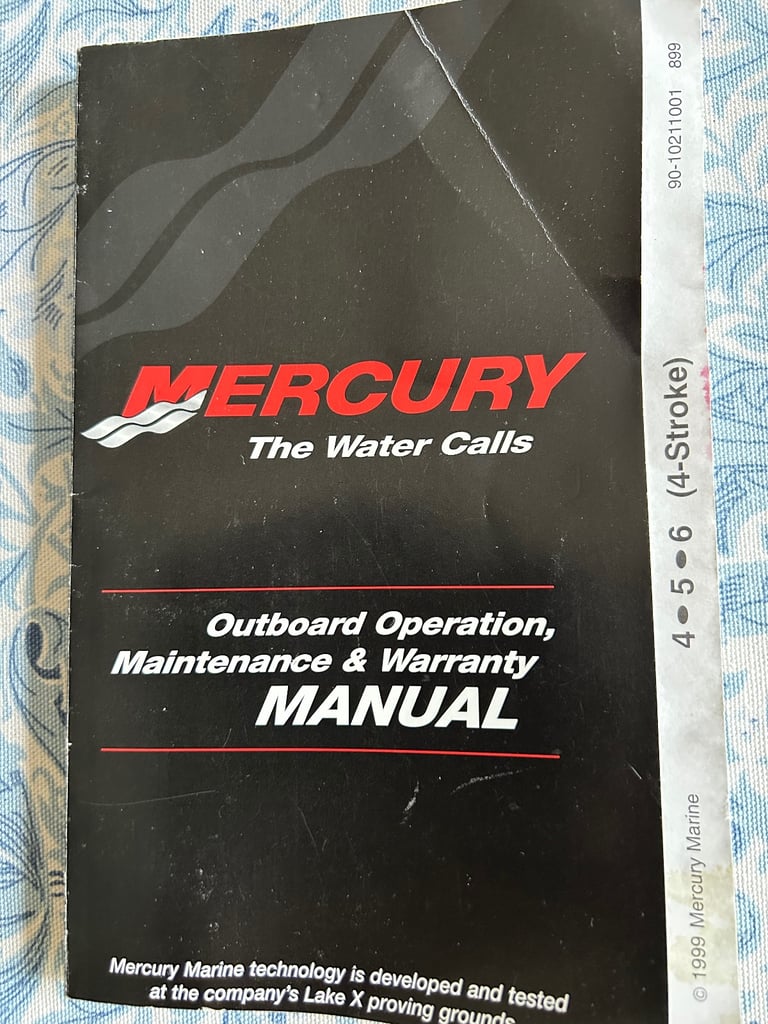 MERCURY
The Water Calls
Outboard Operation,
Maintenance & Warranty
MANUAL
Mercury Marine technology is developed and tested
at the company's Lake X proving grounds
90-10211001 899
4 ● 5 ● 6 (4-Stroke)
© 1999 Mercury Marine